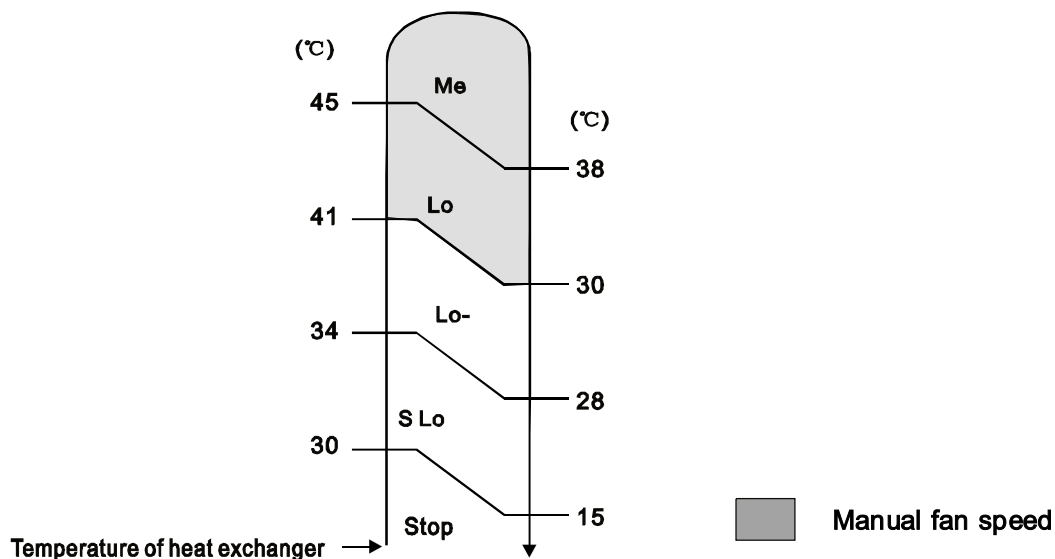 (℃)
Me
45
(℃)
38
Lo
41
30
Lo-
34
28
S Lo
30
15
Stop
Manual fan speed
Temperature of heat exchanger